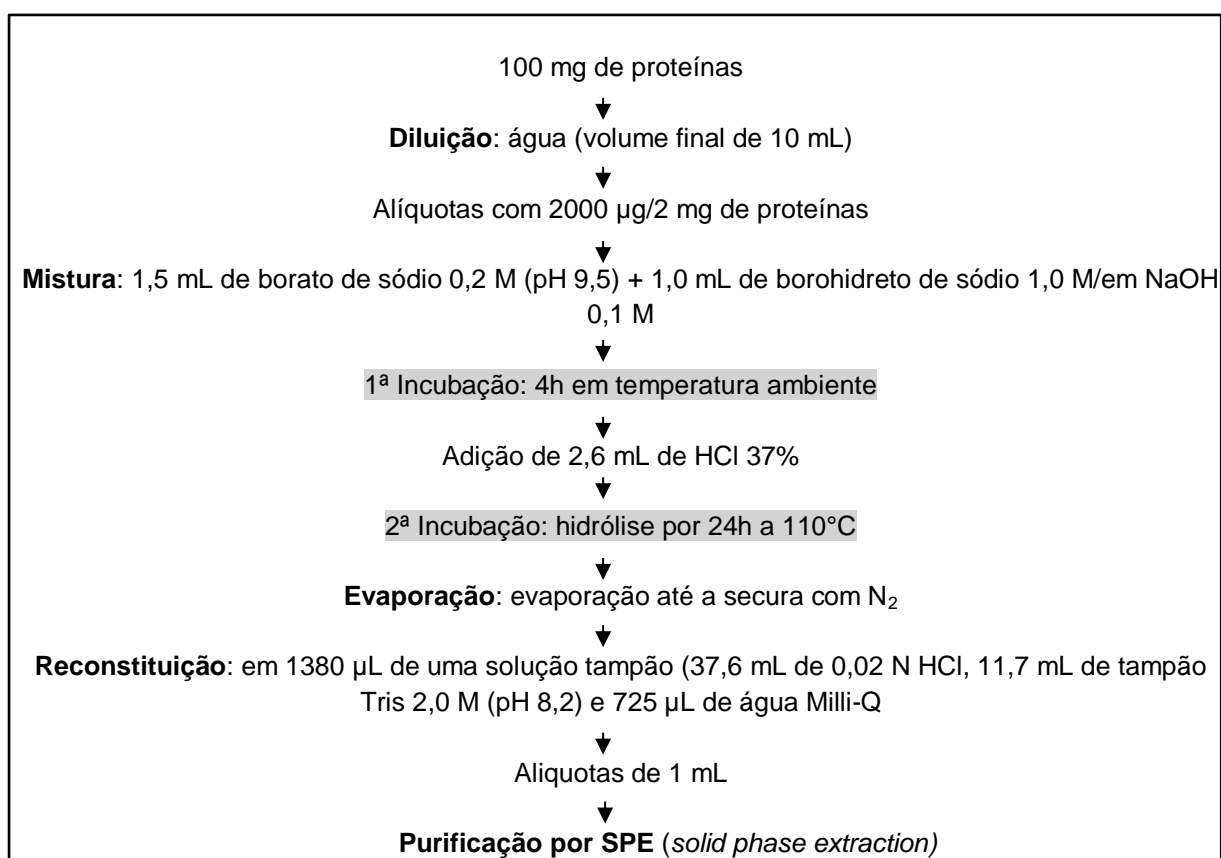 100 mg de proteínas
Diluição: água (volume final de 10 mL)
Alíquotas com 2000 µg/2 mg de proteínas
Mistura: 1,5 mL de borato de sódio 0,2 M (pH 9,5) + 1,0 mL de borohidreto de sódio 1,0 M/em NaOH
0,1 M
1ª Incubação: 4h em temperatura ambiente
Adição de 2,6 mL de HCl 37%
2ª Incubação: hidrólise por 24h a 110°C
Evaporação: evaporação até a secura com N₂
Reconstituição: em 1380 µL de uma solução tampão (37,6 mL de 0,02 N HCl, 11,7 mL de tampão
Tris 2,0 M (pH 8,2) e 725 µL de água Milli-Q
Aliquotas de 1 mL
Purificação por SPE (solid phase extraction)